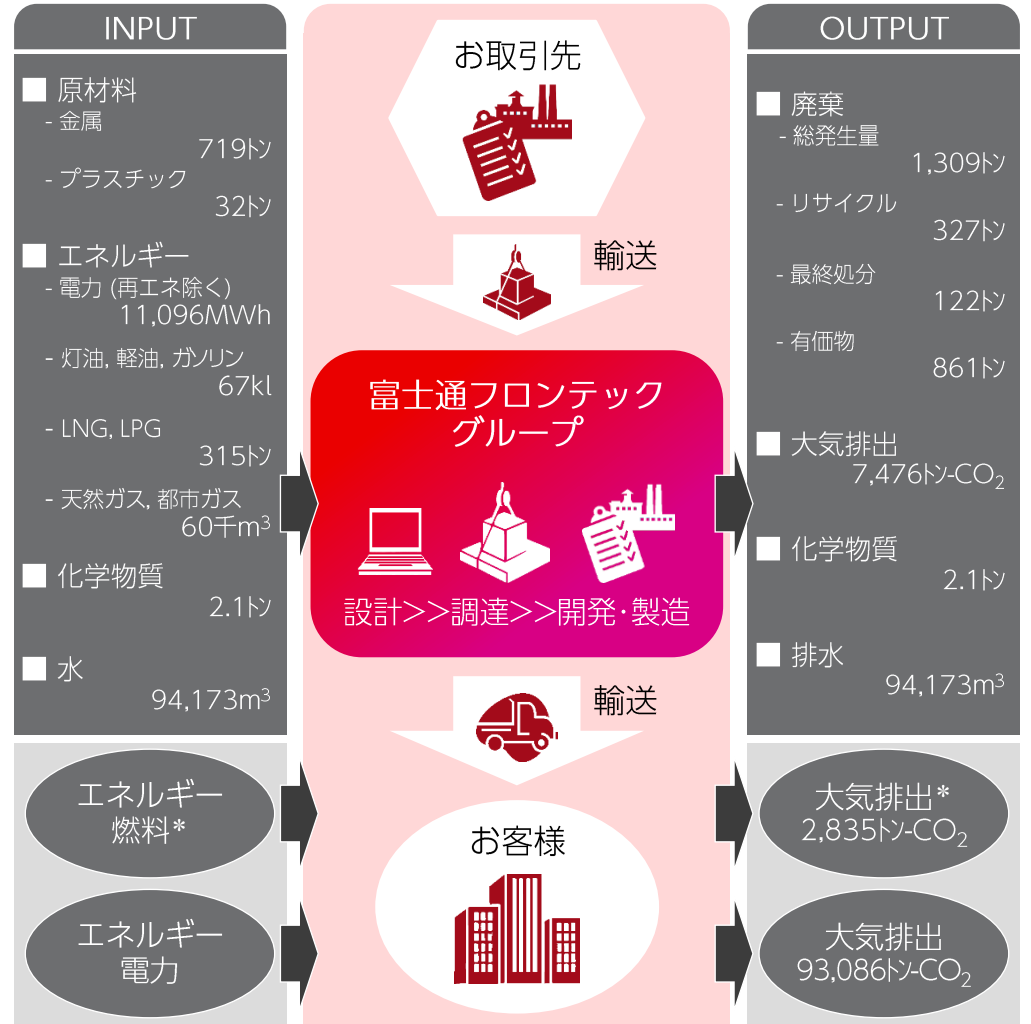 INPUT
■ 原材料
- 金属
719トン
- プラスチック
32トン
■ エネルギー
- 電力 (再エネ除く)
11,096MWh
- 灯油, 軽油, ガソリン
67kl
- LNG, LPG
315トン
- 天然ガス, 都市ガス
60千m³
■ 化学物質
2.1トン
■ 水
94,173m³
エネルギー
燃料*
エネルギー
電力
お取引先
輸送
富士通フロンテック
グループ
設計>>調達>>開発・製造
輸送
お客様
OUTPUT
■ 廃棄
- 総発生量
1,309トン
- リサイクル
327トン
- 最終処分
122トン
- 有価物
861トン
■ 大気排出
7,476トン-CO₂
■ 化学物質
2.1トン
■ 排水
94,173m³
大気排出*
2,835トン-CO₂
大気排出
93,086トン-CO₂